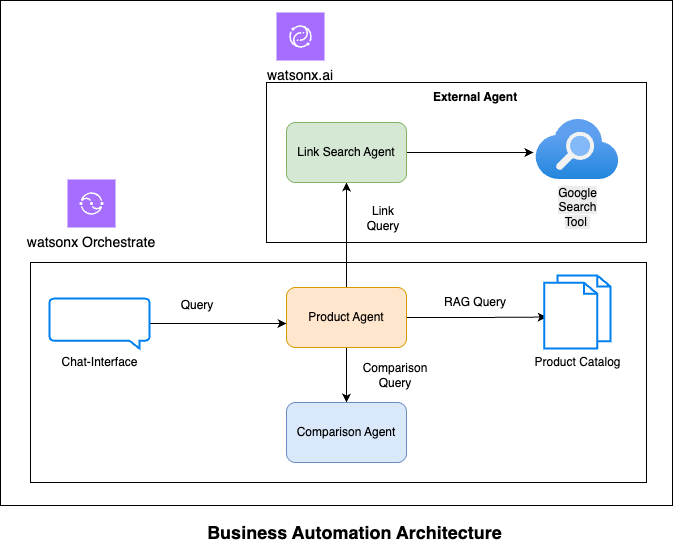 watsonx.ai
External Agent
Link Search Agent
Google
Search
Tool
Link
Query
watsonx Orchestrate
Query
Product Agent
RAG Query
Chat-Interface
Product Catalog
Comparison
Query
Comparison Agent
Business Automation Architecture